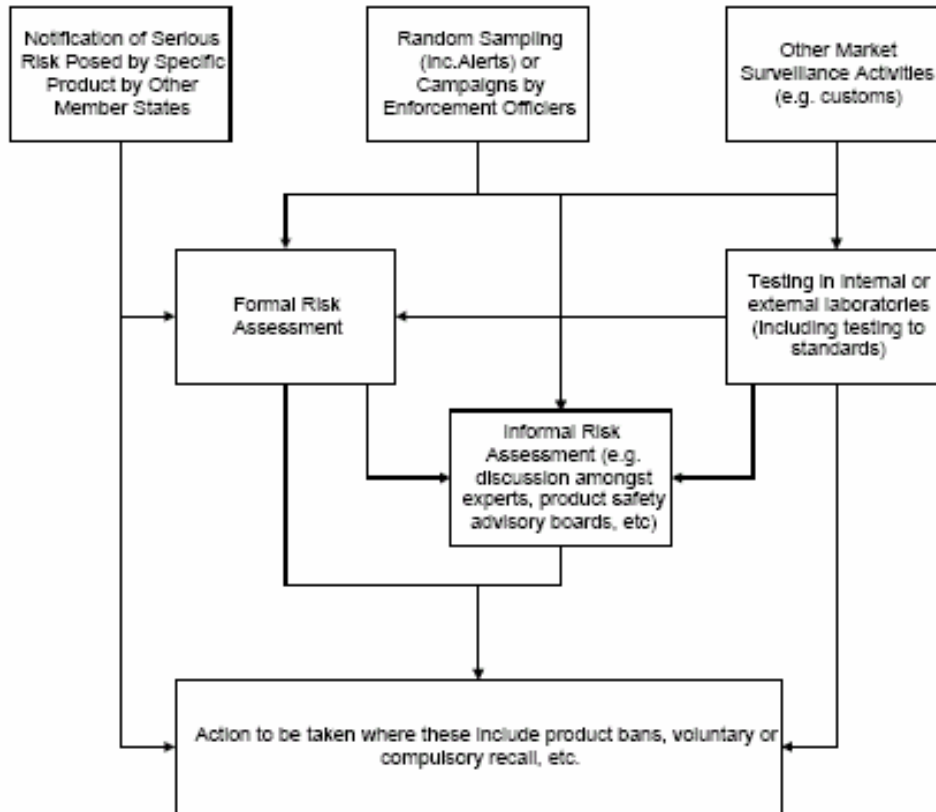 Notification of Serious
Risk Posed by Specific
Product by Other
Member States
Random Sampling
(Inc.Alerts) or
Campaigns by
Enforcement Officiers
Other Market
Surveillance Activities
(e.g. customs)
Formal Risk
Assessment
Testing in internal or
external laboratories
(including testing to
standards)
Informal Risk
Assessment (e.g.
discussion amongst
experts, product safety
advisory boards, etc)
Action to be taken where these include product bans, voluntary or
compulsory recall, etc.